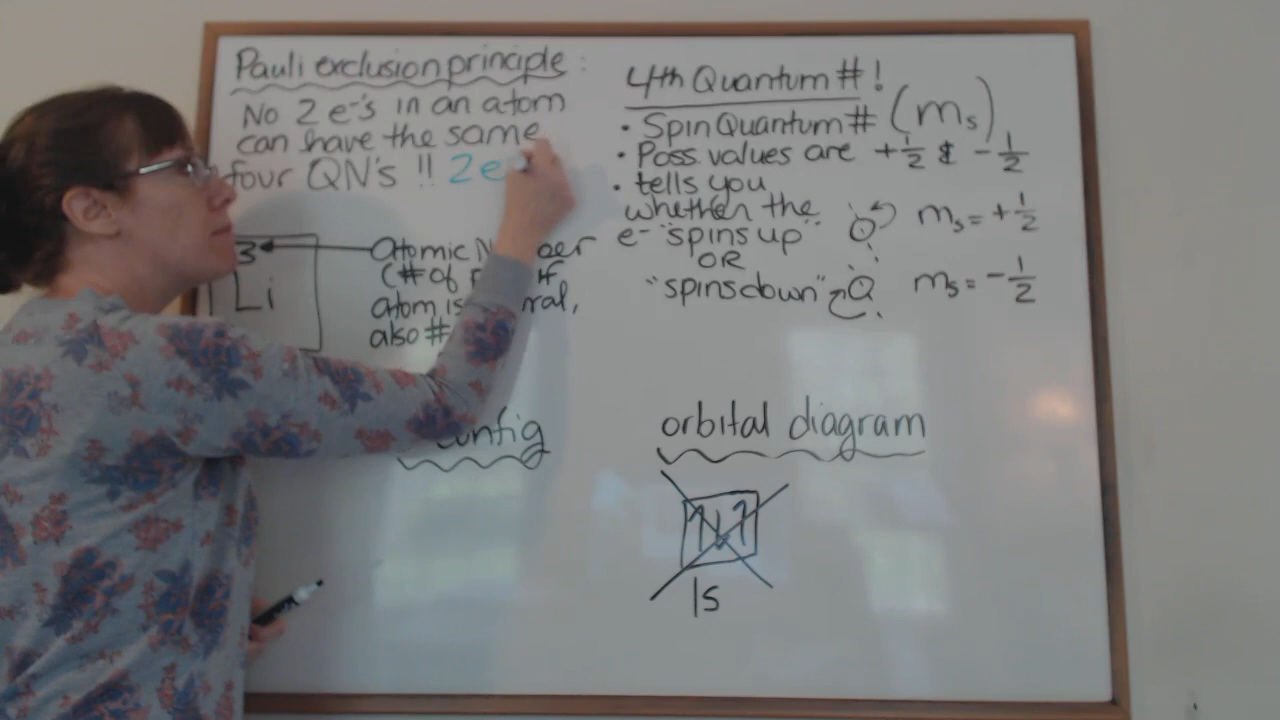 Pauli exclusion principle:
No 2 e⁻'s in an atom
can have the same
four QN's !! 2 e
3
Li
Atomic
(# of
atom is
also #
orbital diagram
1s
4th Quantum # !
• Spin Quantum # (ms)
• Poss. values are +1/2 & -1/2
• tells you
whether the
e⁻ "spins up" ms = +1/2
OR
"spins down" ms = -1/2